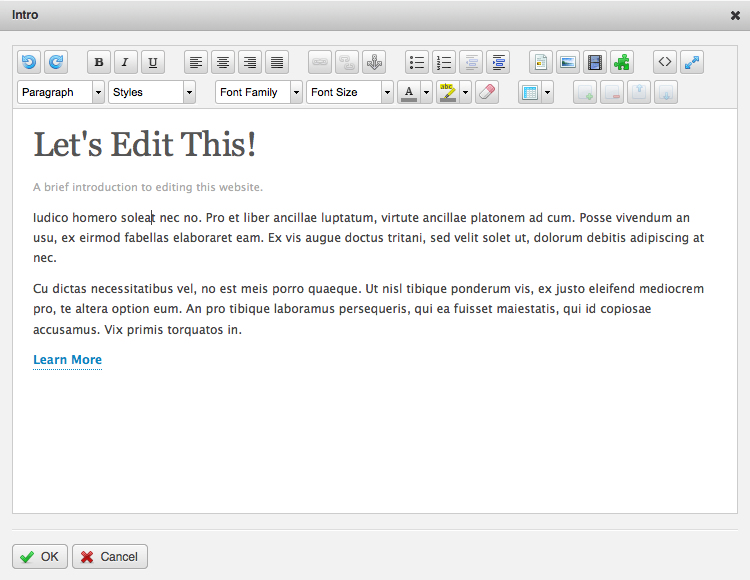 Intro
B I U
Paragraph Styles Font Family Font Size A abc
Let's Edit This!
A brief introduction to editing this website.
Iudico homero soleat nec no. Pro et liber ancillae luptatum, virtute ancillae platonem ad cum. Posse vivendum an
usu, ex eirmod fabellas elaboraret eam. Ex vis augue doctus tritani, sed velit solet ut, dolorum debitis adipiscing at
nec.
Cu dictas necessitatibus vel, no est meis porro quaeque. Ut nisl tibique ponderum vis, ex justo eleifend mediocrem
pro, te altera option eum. An pro tibique laboramus persequeris, qui ea fuisset maiestatis, qui id copiosae
accusamus. Vix primis torquatos in.
Learn More
OK Cancel